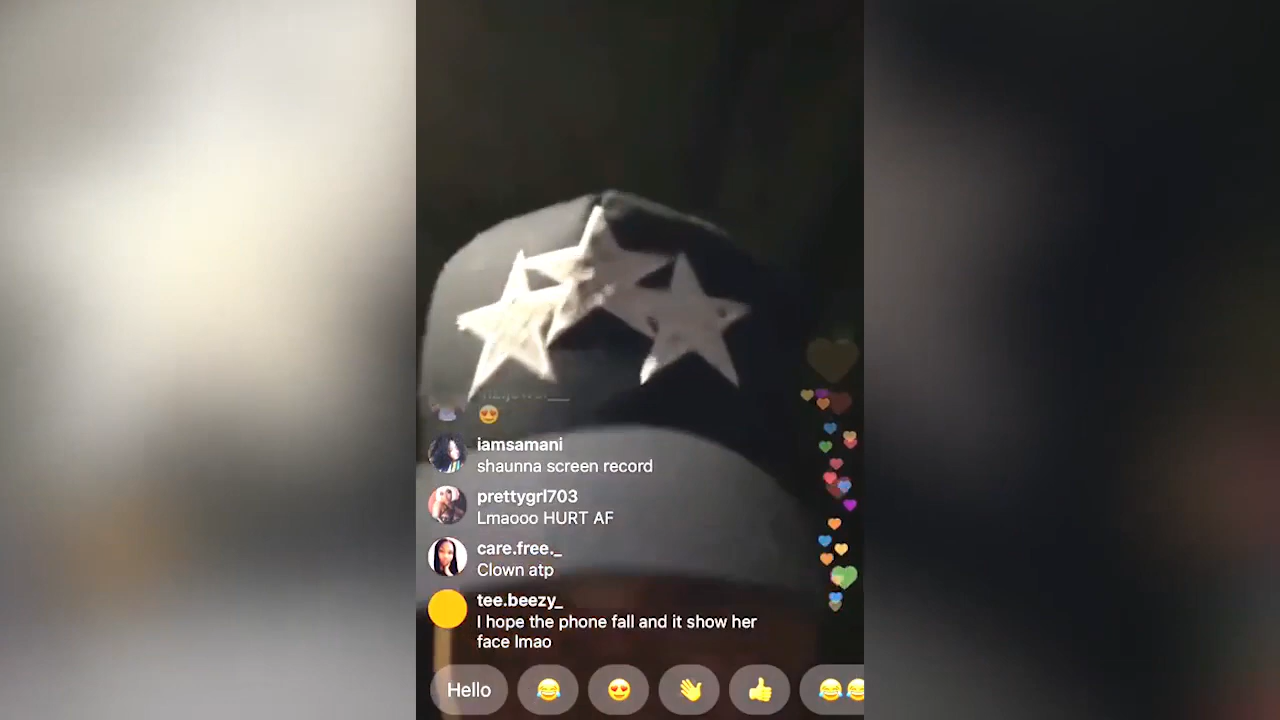 iamsamani
shaunna screen record
prettygrl703
Lmaooo HURT AF
care.free._
Clown atp
tee.beezy_
I hope the phone fall and it show her
face lmao
Hello